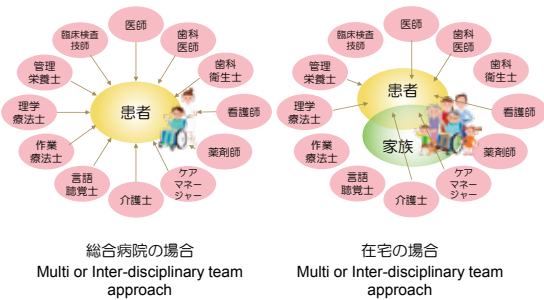 医師
歯科
医師
歯科
衛生士
看護師
薬剤師
ケア
マネー
ジャー
介護士
言語
聴覚士
作業
療法士
理学
療法士
管理
栄養士
臨床検査
技師
患者
総合病院の場合
Multi or Inter-disciplinary team
approach
医師
歯科
医師
歯科
衛生士
看護師
薬剤師
ケア
マネー
ジャー
介護士
言語
聴覚士
作業
療法士
理学
療法士
管理
栄養士
臨床検査
技師
患者
家族
在宅の場合
Multi or Inter-disciplinary team
approach